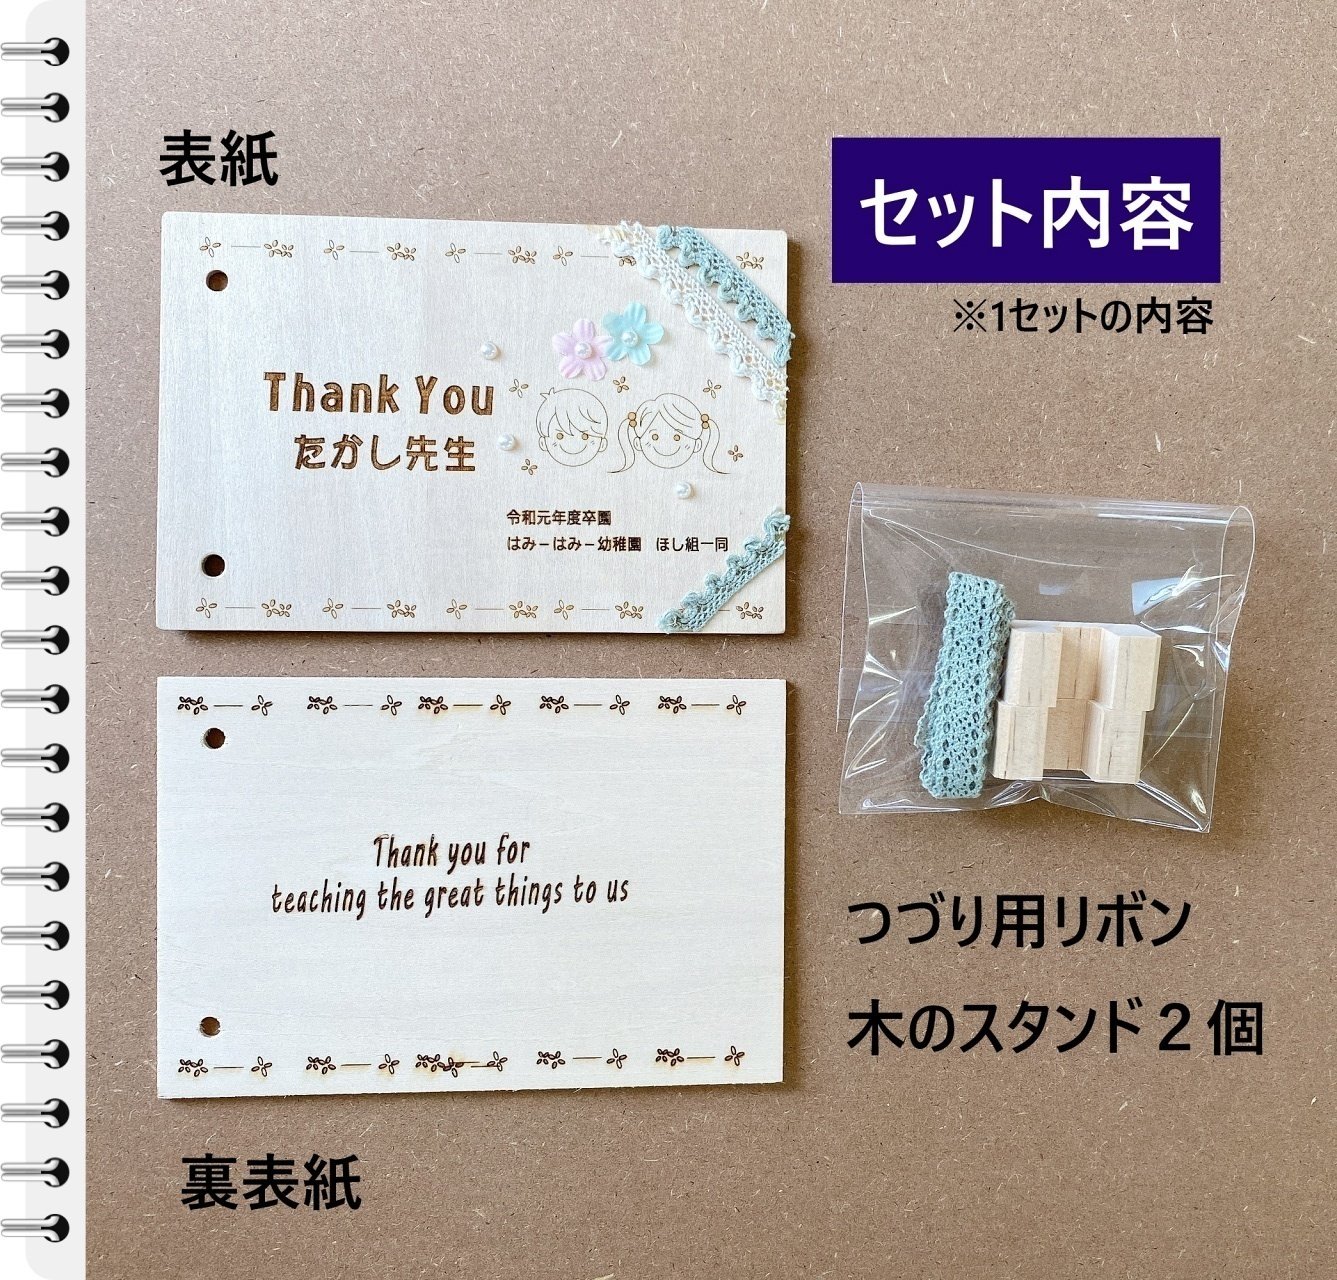 表紙
セット内容
※1セットの内容
Thank You
たかし先生
令和元年度卒園
はみーはみー幼稚園 ほし組一同
Thank you for
teaching the great things to us
つづり用リボン
木のスタンド2個
裏表紙